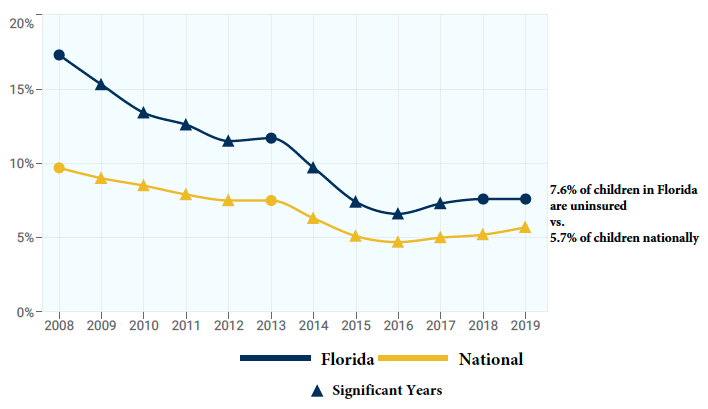 20%
15%
10%
5%
0%
2008 2009 2010 2011 2012 2013 2014 2015 2016 2017 2018 2019
7.6% of children in Florida
are uninsured
vs.
5.7% of children nationally
Florida National
Significant Years